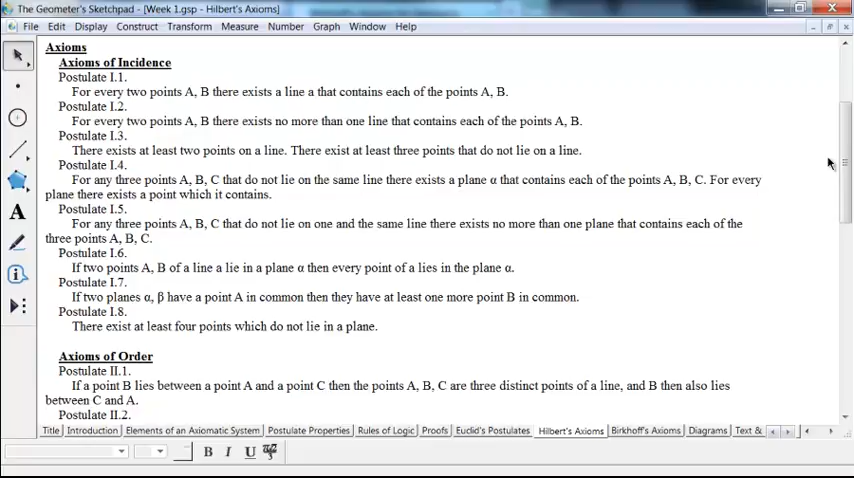 The Geometer's Sketchpad - [Week 1.gsp - Hilbert's Axioms]
File Edit Display Construct Transform Measure Number Graph Window Help
Axioms
Axioms of Incidence
Postulate I.1.
For every two points A, B there exists a line a that contains each of the points A, B.
Postulate I.2.
For every two points A, B there exists no more than one line that contains each of the points A, B.
Postulate I.3.
There exists at least two points on a line. There exist at least three points that do not lie on a line.
Postulate I.4.
For any three points A, B, C that do not lie on the same line there exists a plane α that contains each of the points A, B, C. For every
plane there exists a point which it contains.
Postulate I.5.
For any three points A, B, C that do not lie on one and the same line there exists no more than one plane that contains each of the
three points A, B, C.
Postulate I.6.
If two points A, B of a line a lie in a plane α then every point of a lies in the plane α.
Postulate I.7.
If two planes α, β have a point A in common then they have at least one more point B in common.
Postulate I.8.
There exist at least four points which do not lie in a plane.
Axioms of Order
Postulate II.1.
If a point B lies between a point A and a point C then the points A, B, C are three distinct points of a line, and B then also lies
between C and A.
Postulate II.2.
Title Introduction Elements of an Axiomatic System Postulate Properties Rules of Logic Proofs Euclid's Postulates Hilbert's Axioms Birkhoff's Axioms Diagrams Text &
B I U